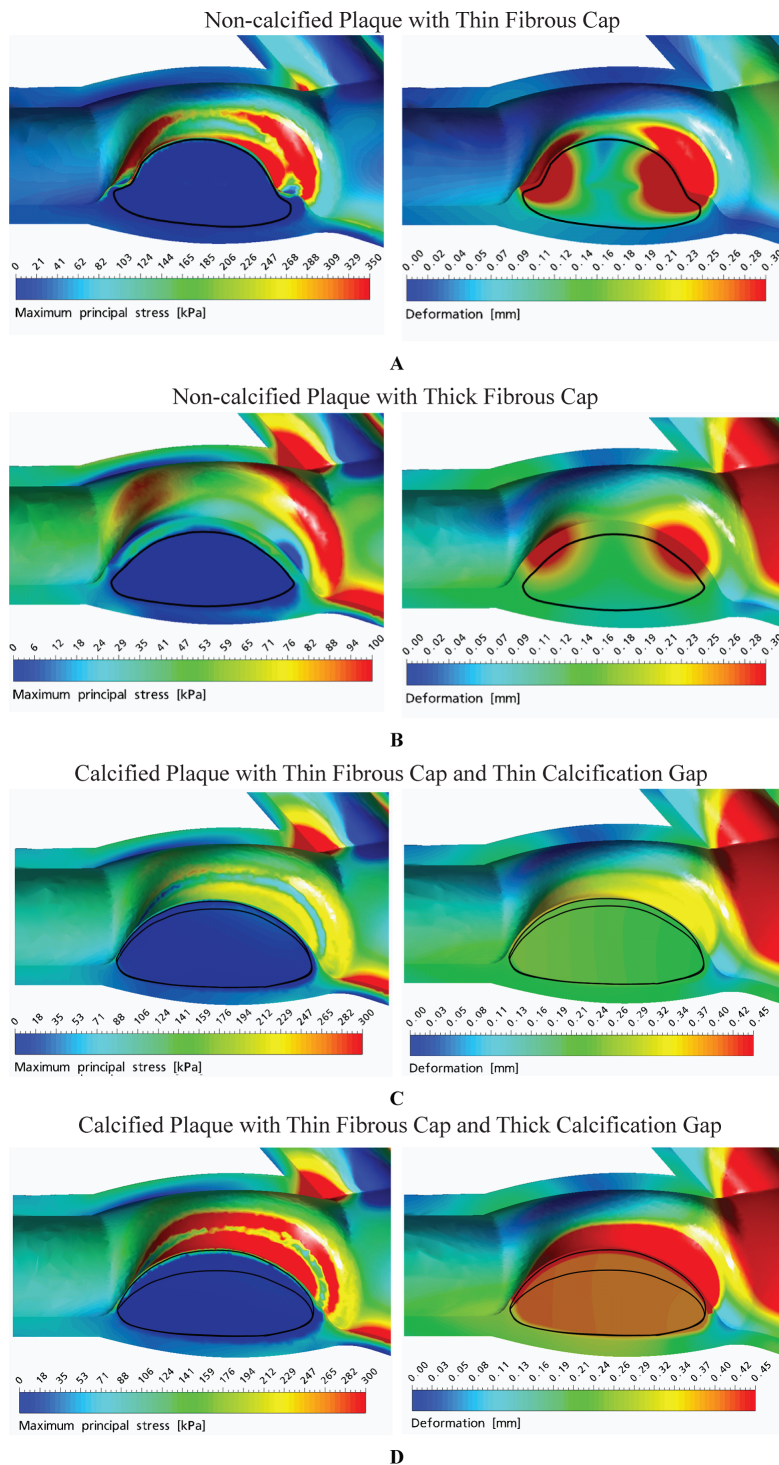 Non-calcified Plaque with Thin Fibrous Cap
0 21 41 62 82 103 124 144 165 185 206 226 247 268 288 309 329 350
Maximum principal stress [kPa]
0.00 0.02 0.04 0.05 0.07 0.09 0.11 0.12 0.14 0.16 0.18 0.19 0.21 0.23 0.25 0.26 0.28 0.30
Deformation [mm]
A
Non-calcified Plaque with Thick Fibrous Cap
0 6 12 18 24 29 35 41 47 53 59 65 71 76 82 88 94 100
Maximum principal stress [kPa]
0.00 0.02 0.04 0.05 0.07 0.09 0.11 0.12 0.14 0.16 0.18 0.19 0.21 0.23 0.25 0.26 0.28 0.30
Deformation [mm]
B
Calcified Plaque with Thin Fibrous Cap and Thin Calcification Gap
0 18 35 53 71 88 106 124 141 159 176 194 212 229 247 265 282 300
Maximum principal stress [kPa]
0.00 0.03 0.05 0.08 0.11 0.13 0.16 0.19 0.21 0.24 0.26 0.29 0.32 0.34 0.37 0.40 0.42 0.45
Deformation [mm]
C
Calcified Plaque with Thin Fibrous Cap and Thick Calcification Gap
0 18 35 53 71 88 106 124 141 159 176 194 212 229 247 265 282 300
Maximum principal stress [kPa]
0.00 0.03 0.05 0.08 0.11 0.13 0.16 0.19 0.21 0.24 0.26 0.29 0.32 0.34 0.37 0.40 0.42 0.45
Deformation [mm]
D